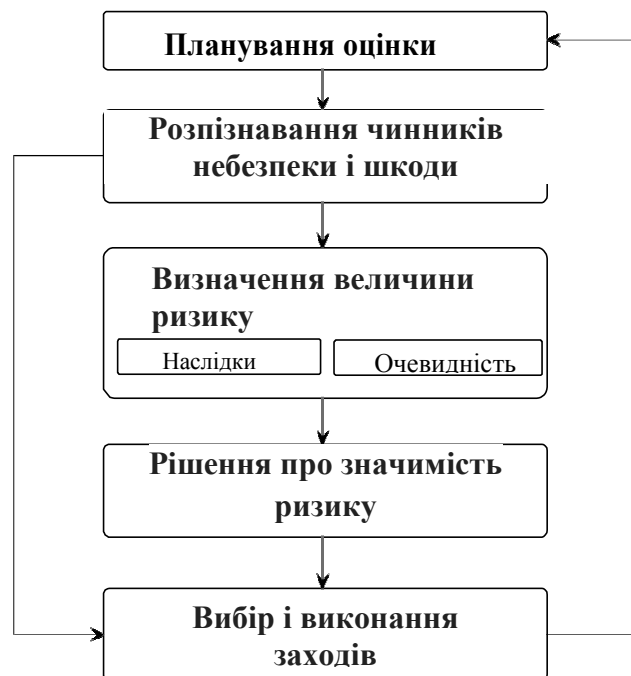 Планування оцінки
Розпізнавання чинників
небезпеки і шкоди
Визначення величини
ризику
Наслідки
Очевидність
Рішення про значимість
ризику
Вибір і виконання
заходів